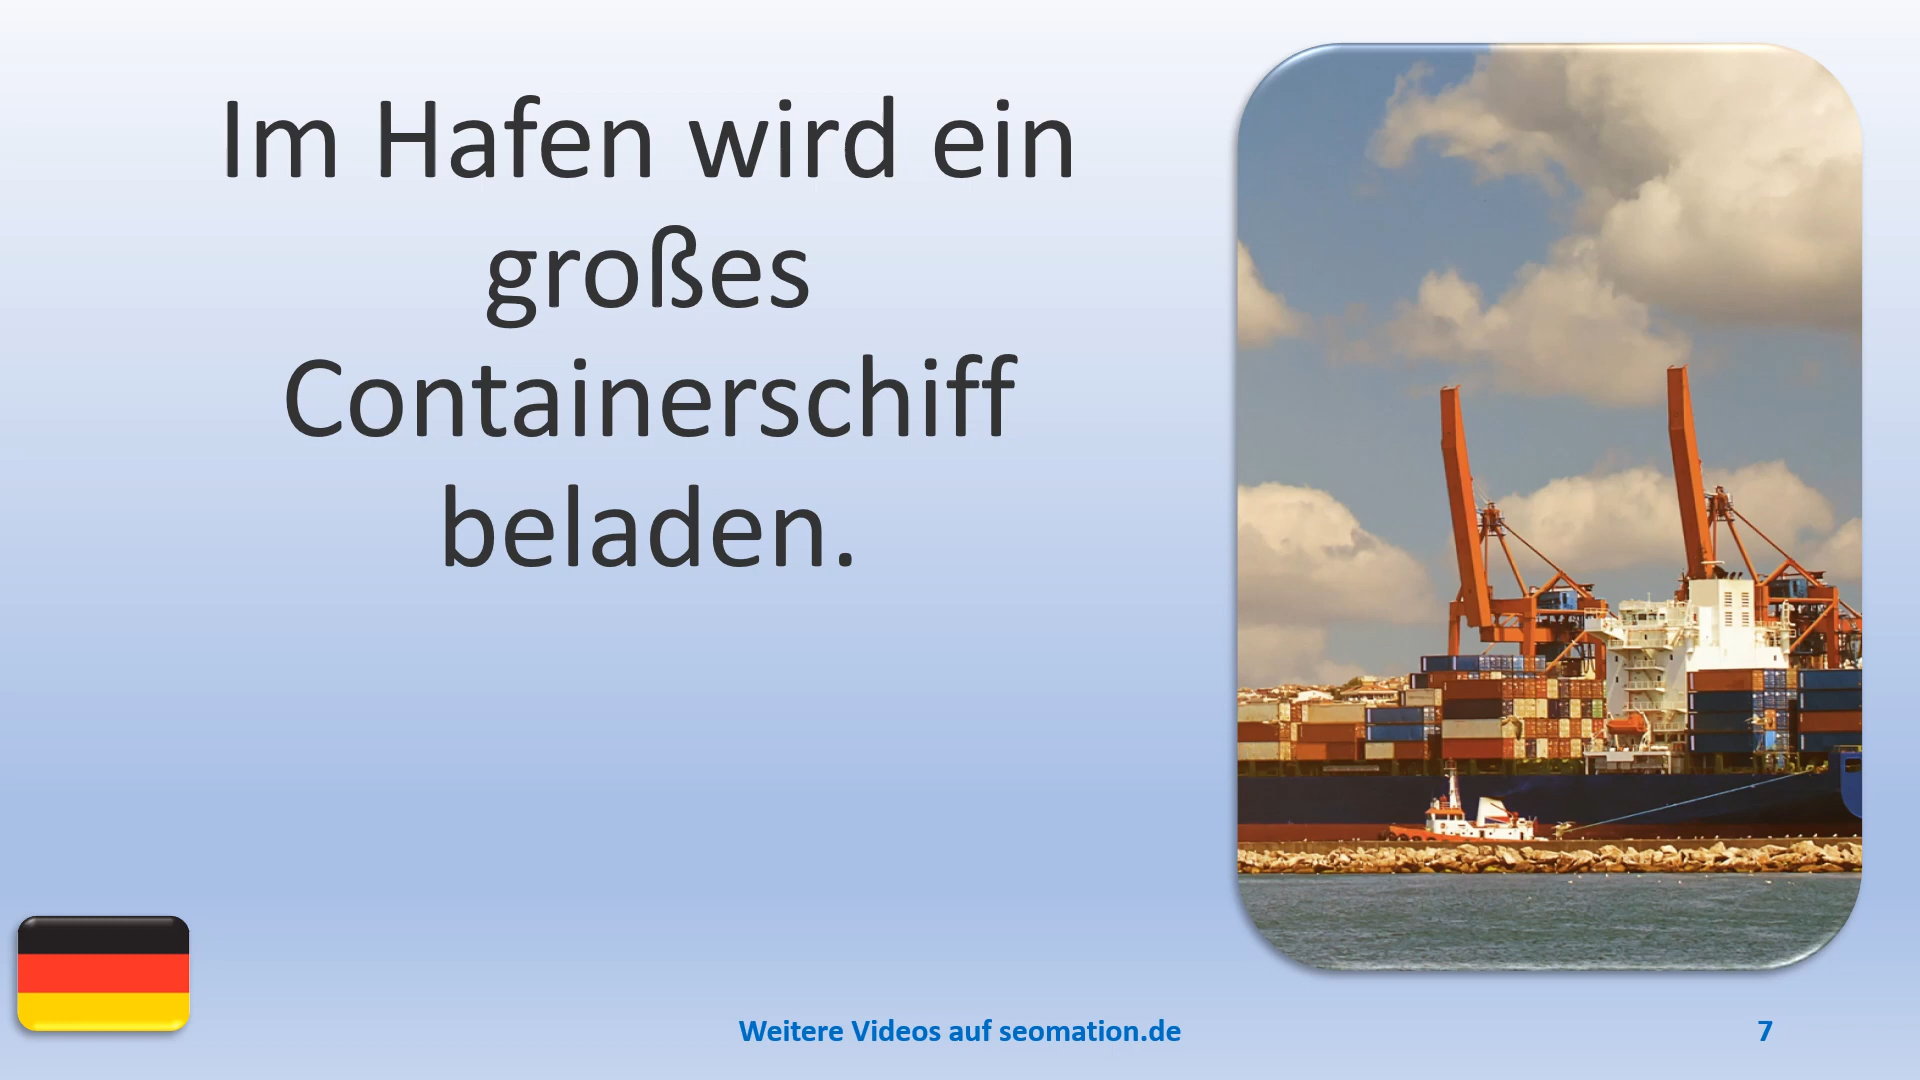 Im Hafen wird ein
großes
Containerschiff
beladen.
Weitere Videos auf seomation.de
7